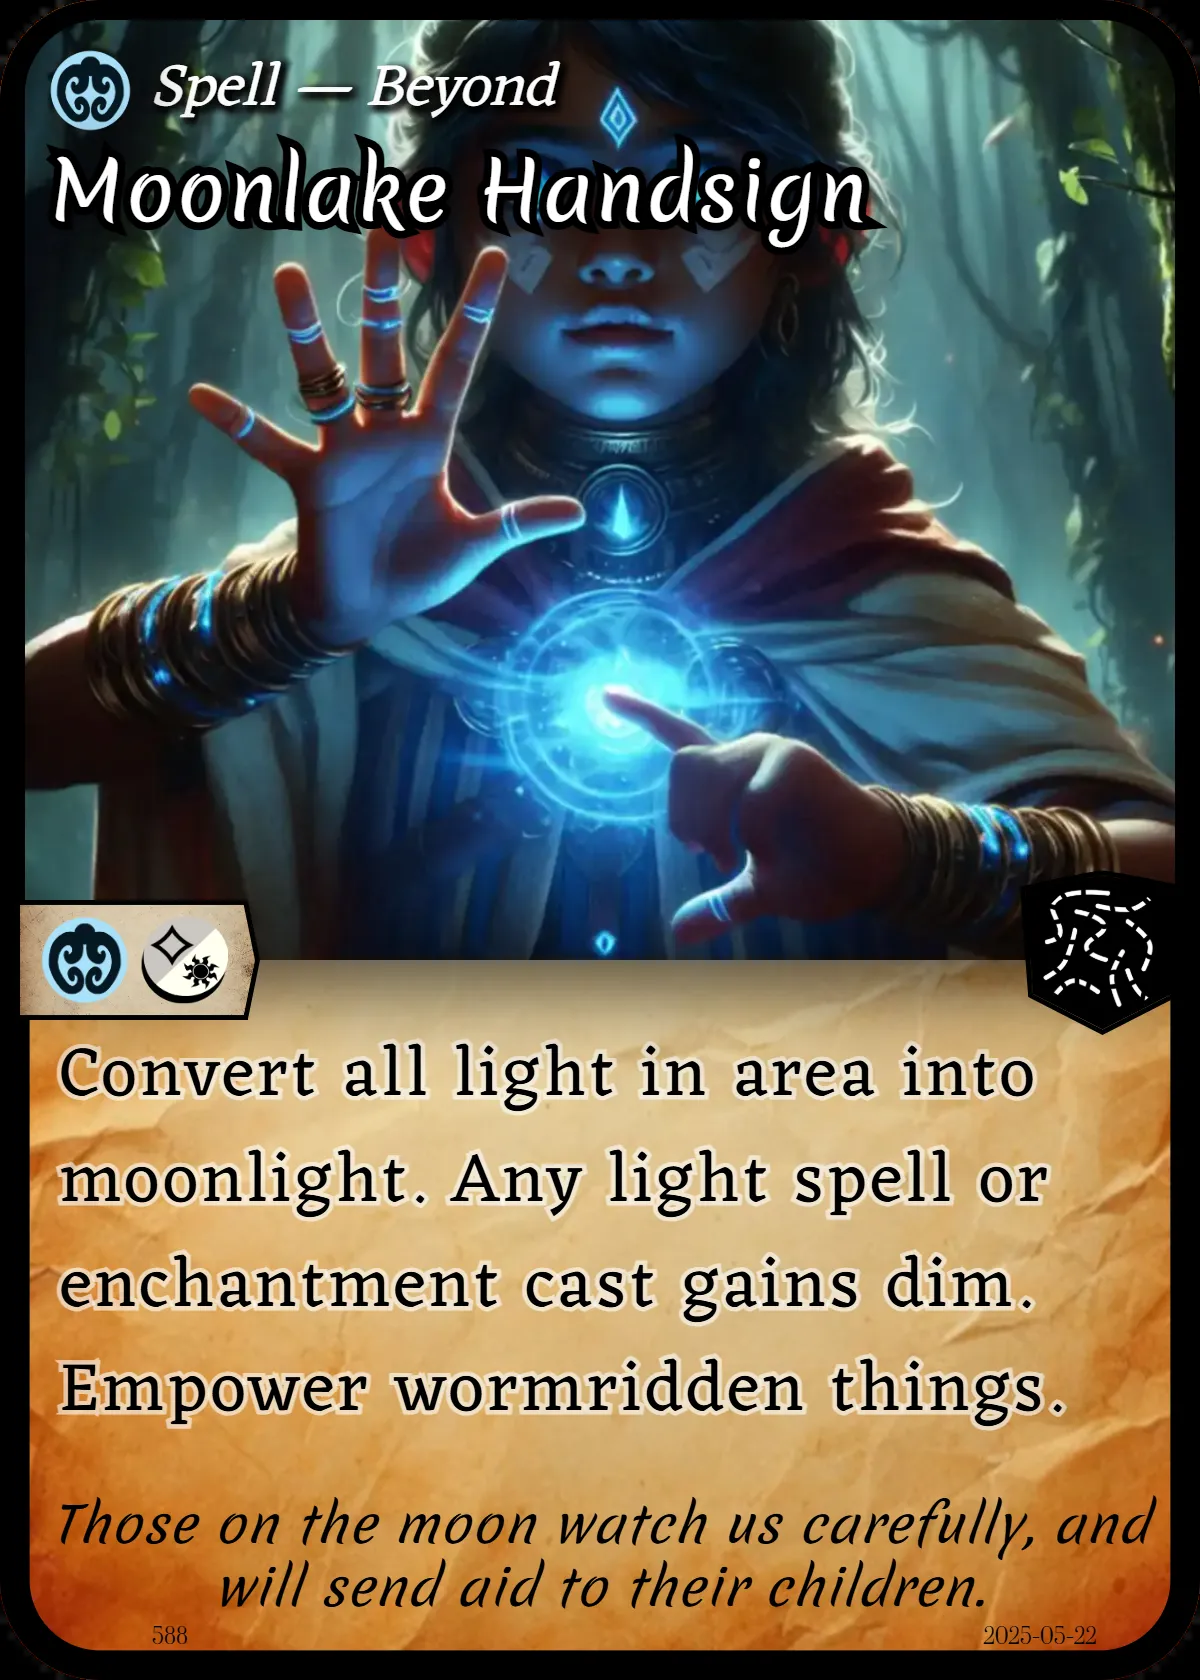 Spell — Beyond
Moonlake Handsign
Convert all light in area into
moonlight. Any light spell or
enchantment cast gains dim.
Empower wormridden things.
Those on the moon watch us carefully, and
will send aid to their children.
588
2025-05-22